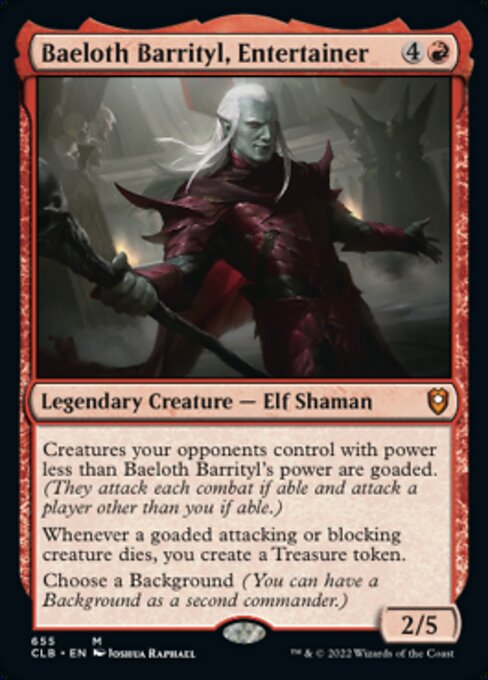 Baeloth Barrityl, Entertainer 4
Legendary Creature — Elf Shaman
Creatures your opponents control with power
less than Baeloth Barrityl's power are goaded.
(They attack each combat if able and attack a
player other than you if able.)
Whenever a goaded attacking or blocking
creature dies, you create a Treasure token.
Choose a Background (You can have a
Background as a second commander.)
2/5
655 M
CLB • EN Joshua Raphael ™ & © 2022 Wizards of the Coast